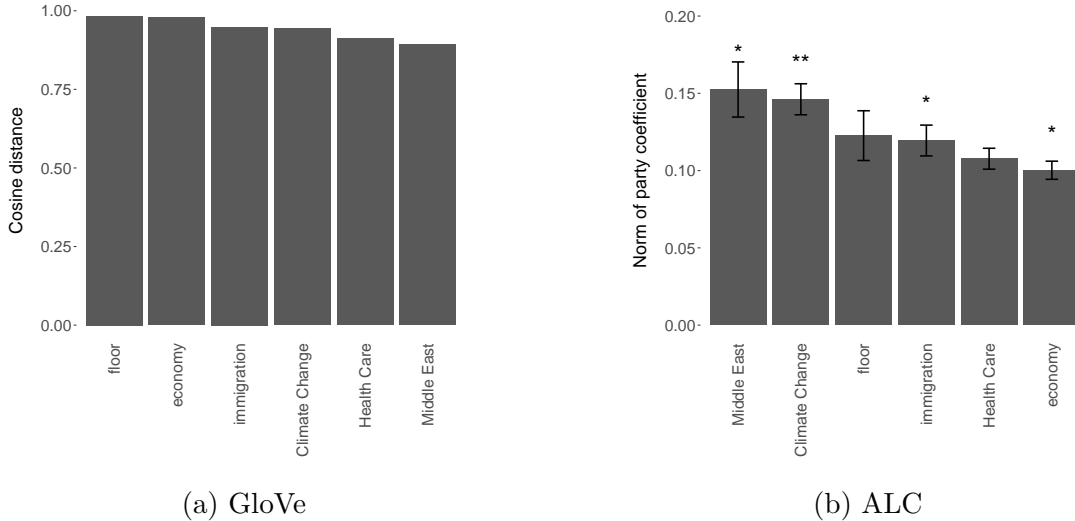 Cosine distance
1.00
0.75
0.50
0.25
0.00
floor
economy
immigration
Climate Change
Health Care
Middle East
(a) GloVe
Norm of party coefficient
0.20
0.15
0.10
0.05
0.00
*
**
*
*
Middle East
Climate Change
floor
immigration
Health Care
economy
(b) ALC